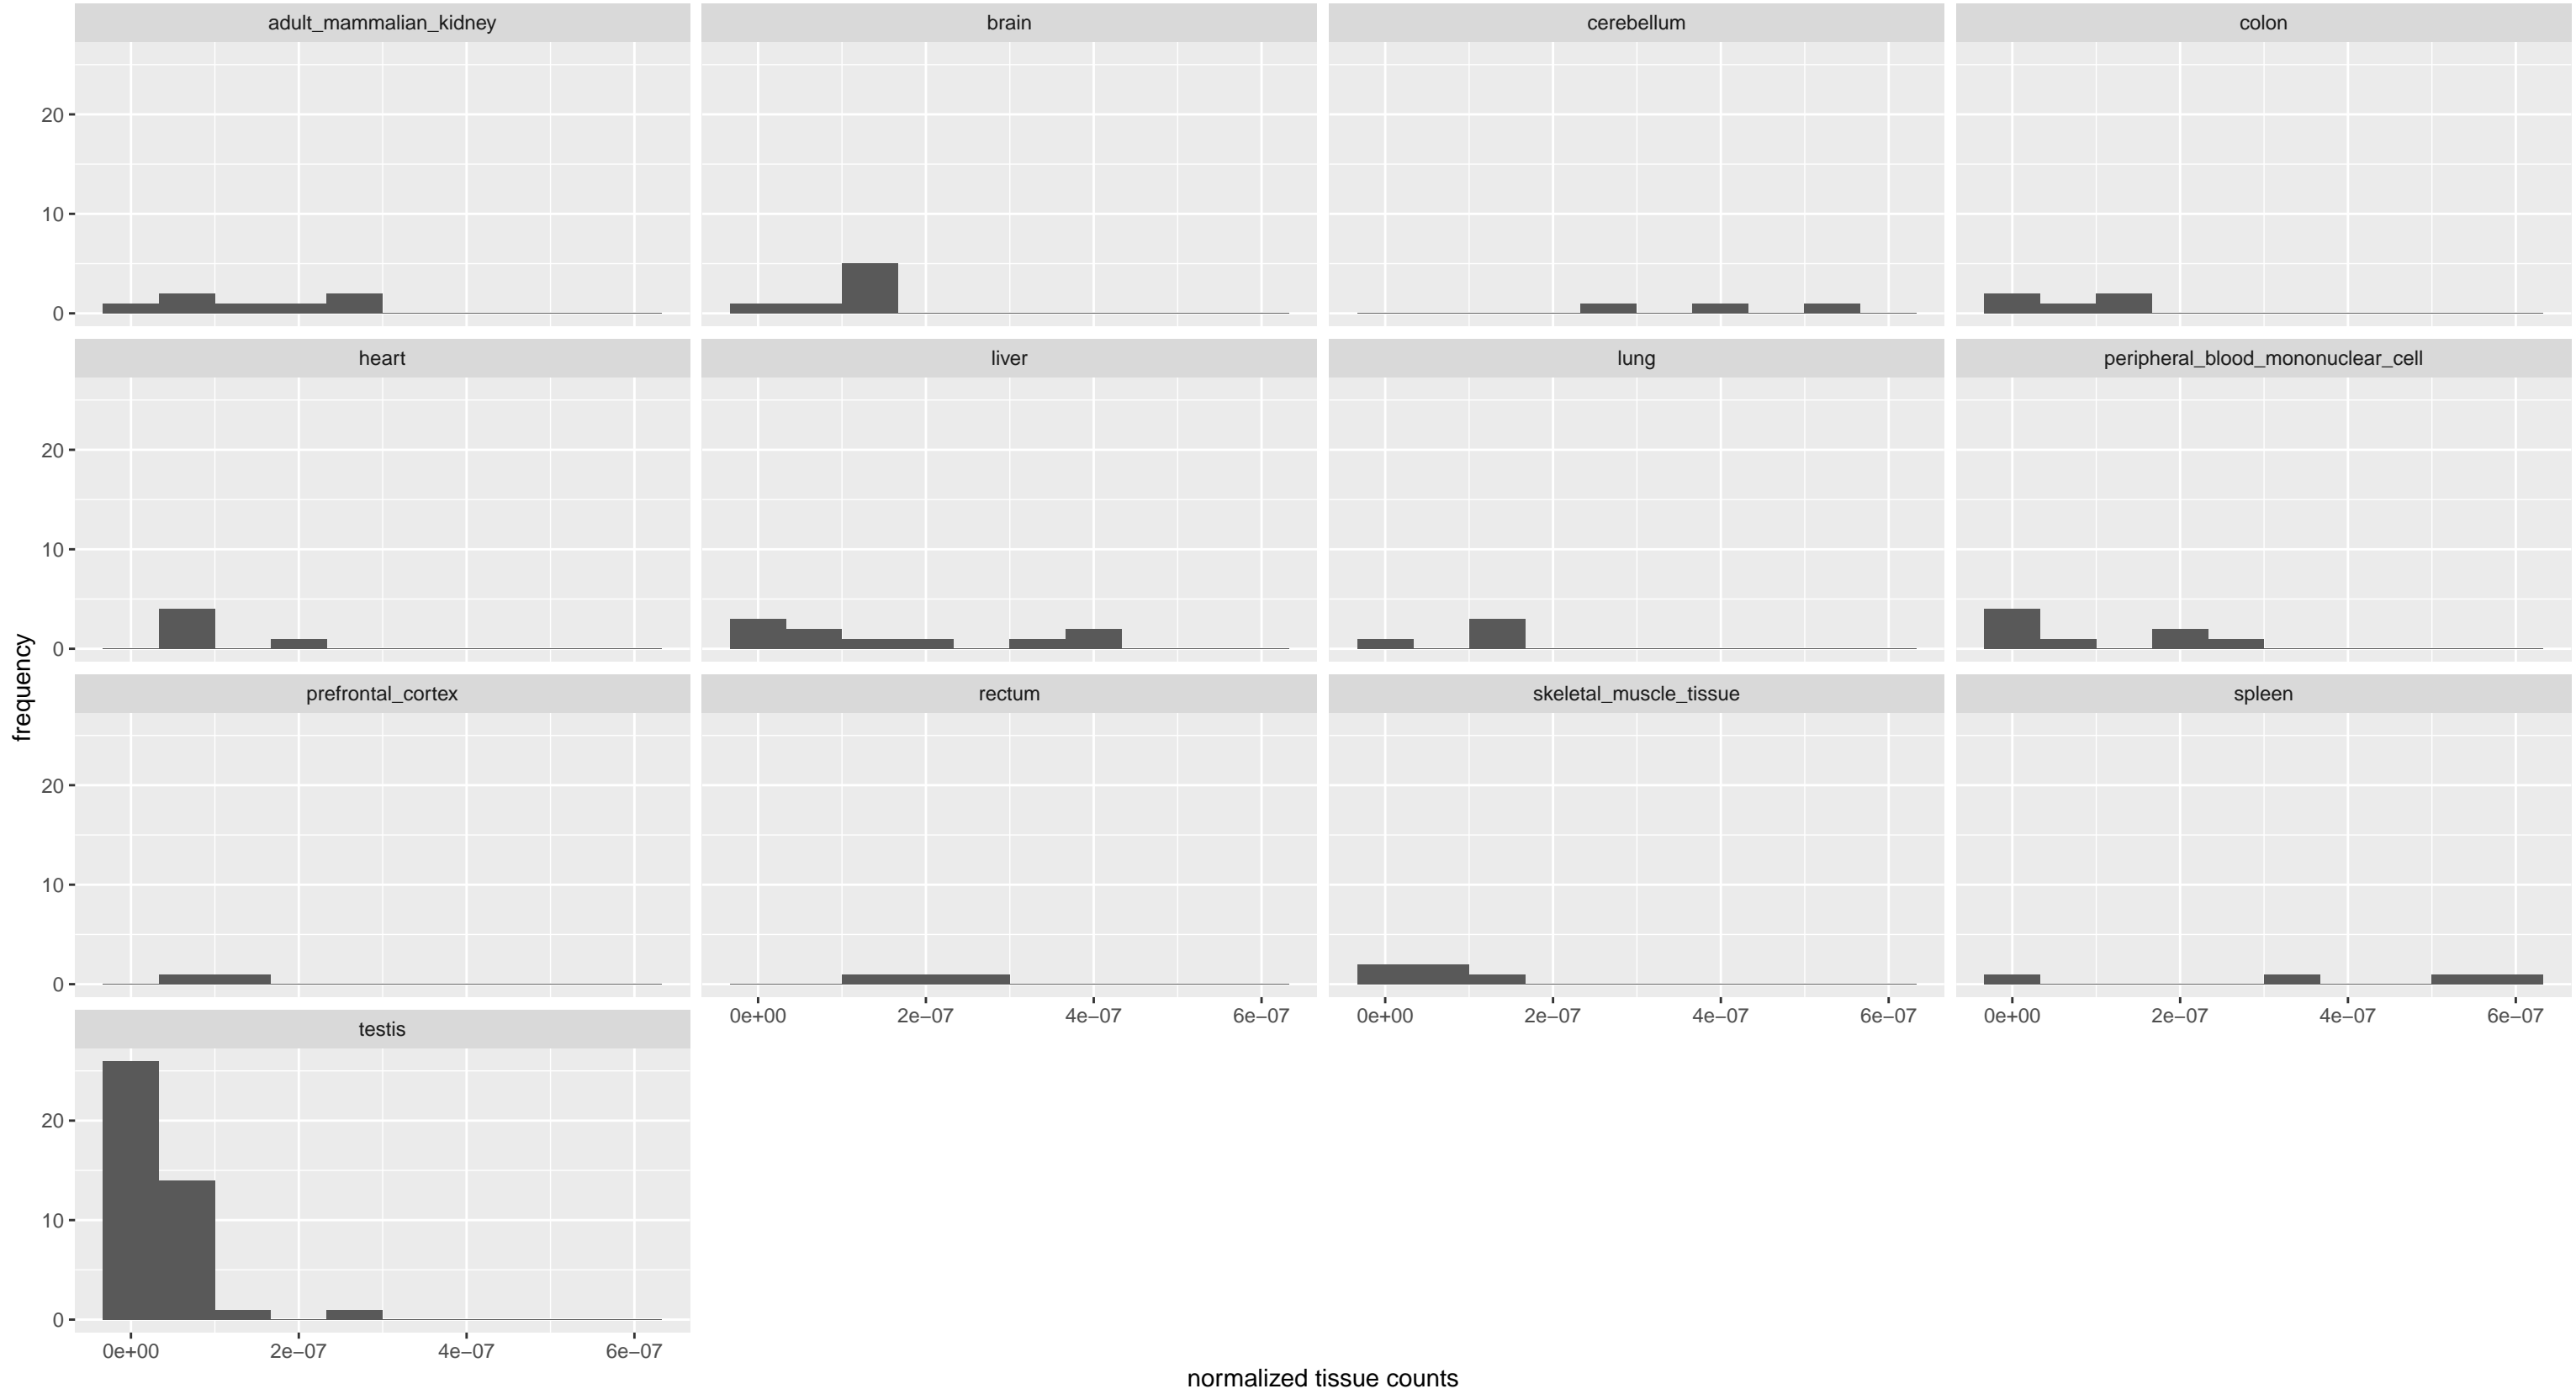 adult_mammalian_kidney
brain
cerebellum
colon
20
10
0
heart
liver
lung
peripheral_blood_mononuclear_cell
20
10
0
frequency
prefrontal_cortex
rectum
skeletal_muscle_tissue
spleen
20
10
0
0e+00 2e−07 4e−07 6e−07
0e+00 2e−07 4e−07 6e−07
0e+00 2e−07 4e−07 6e−07
testis
20
10
0
0e+00 2e−07 4e−07 6e−07
normalized tissue counts